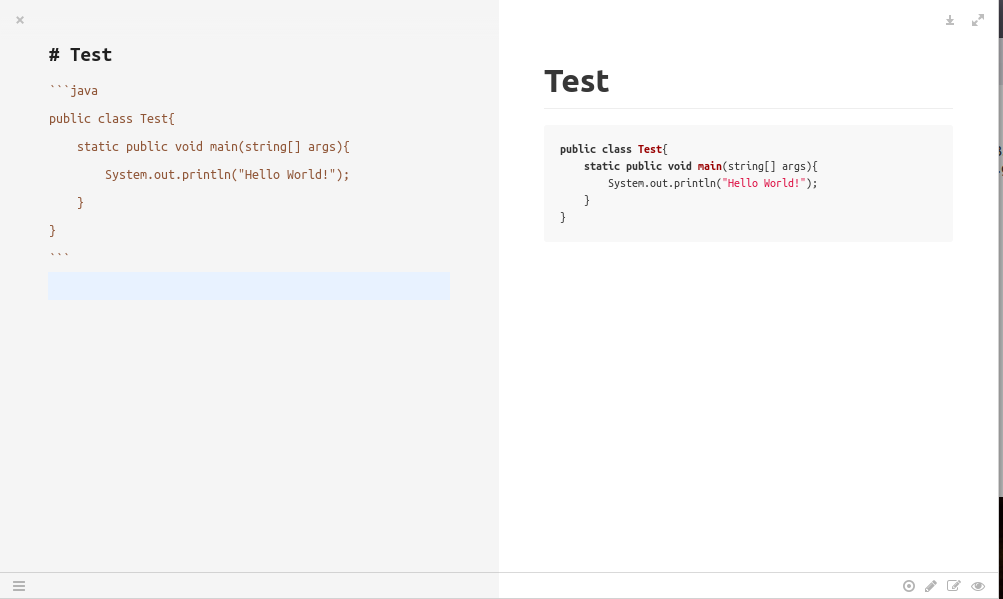 # Test
```java
public class Test{
    static public void main(string[] args){
        System.out.println("Hello World!");
    }
}
```
Test
public class Test{
    static public void main(string[] args){
        System.out.println("Hello World!");
    }
}